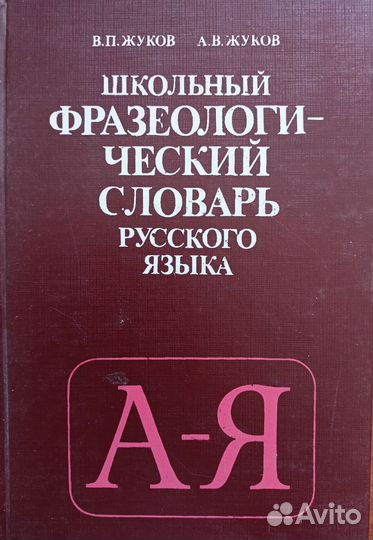 В.П.ЖУКОВ А.В.ЖУКОВ
ШКОЛЬНЫЙ
ФРАЗЕОЛОГИ-
ЧЕСКИЙ
СЛОВАРЬ
РУССКОГО
ЯЗЫКА
А-Я
Avito